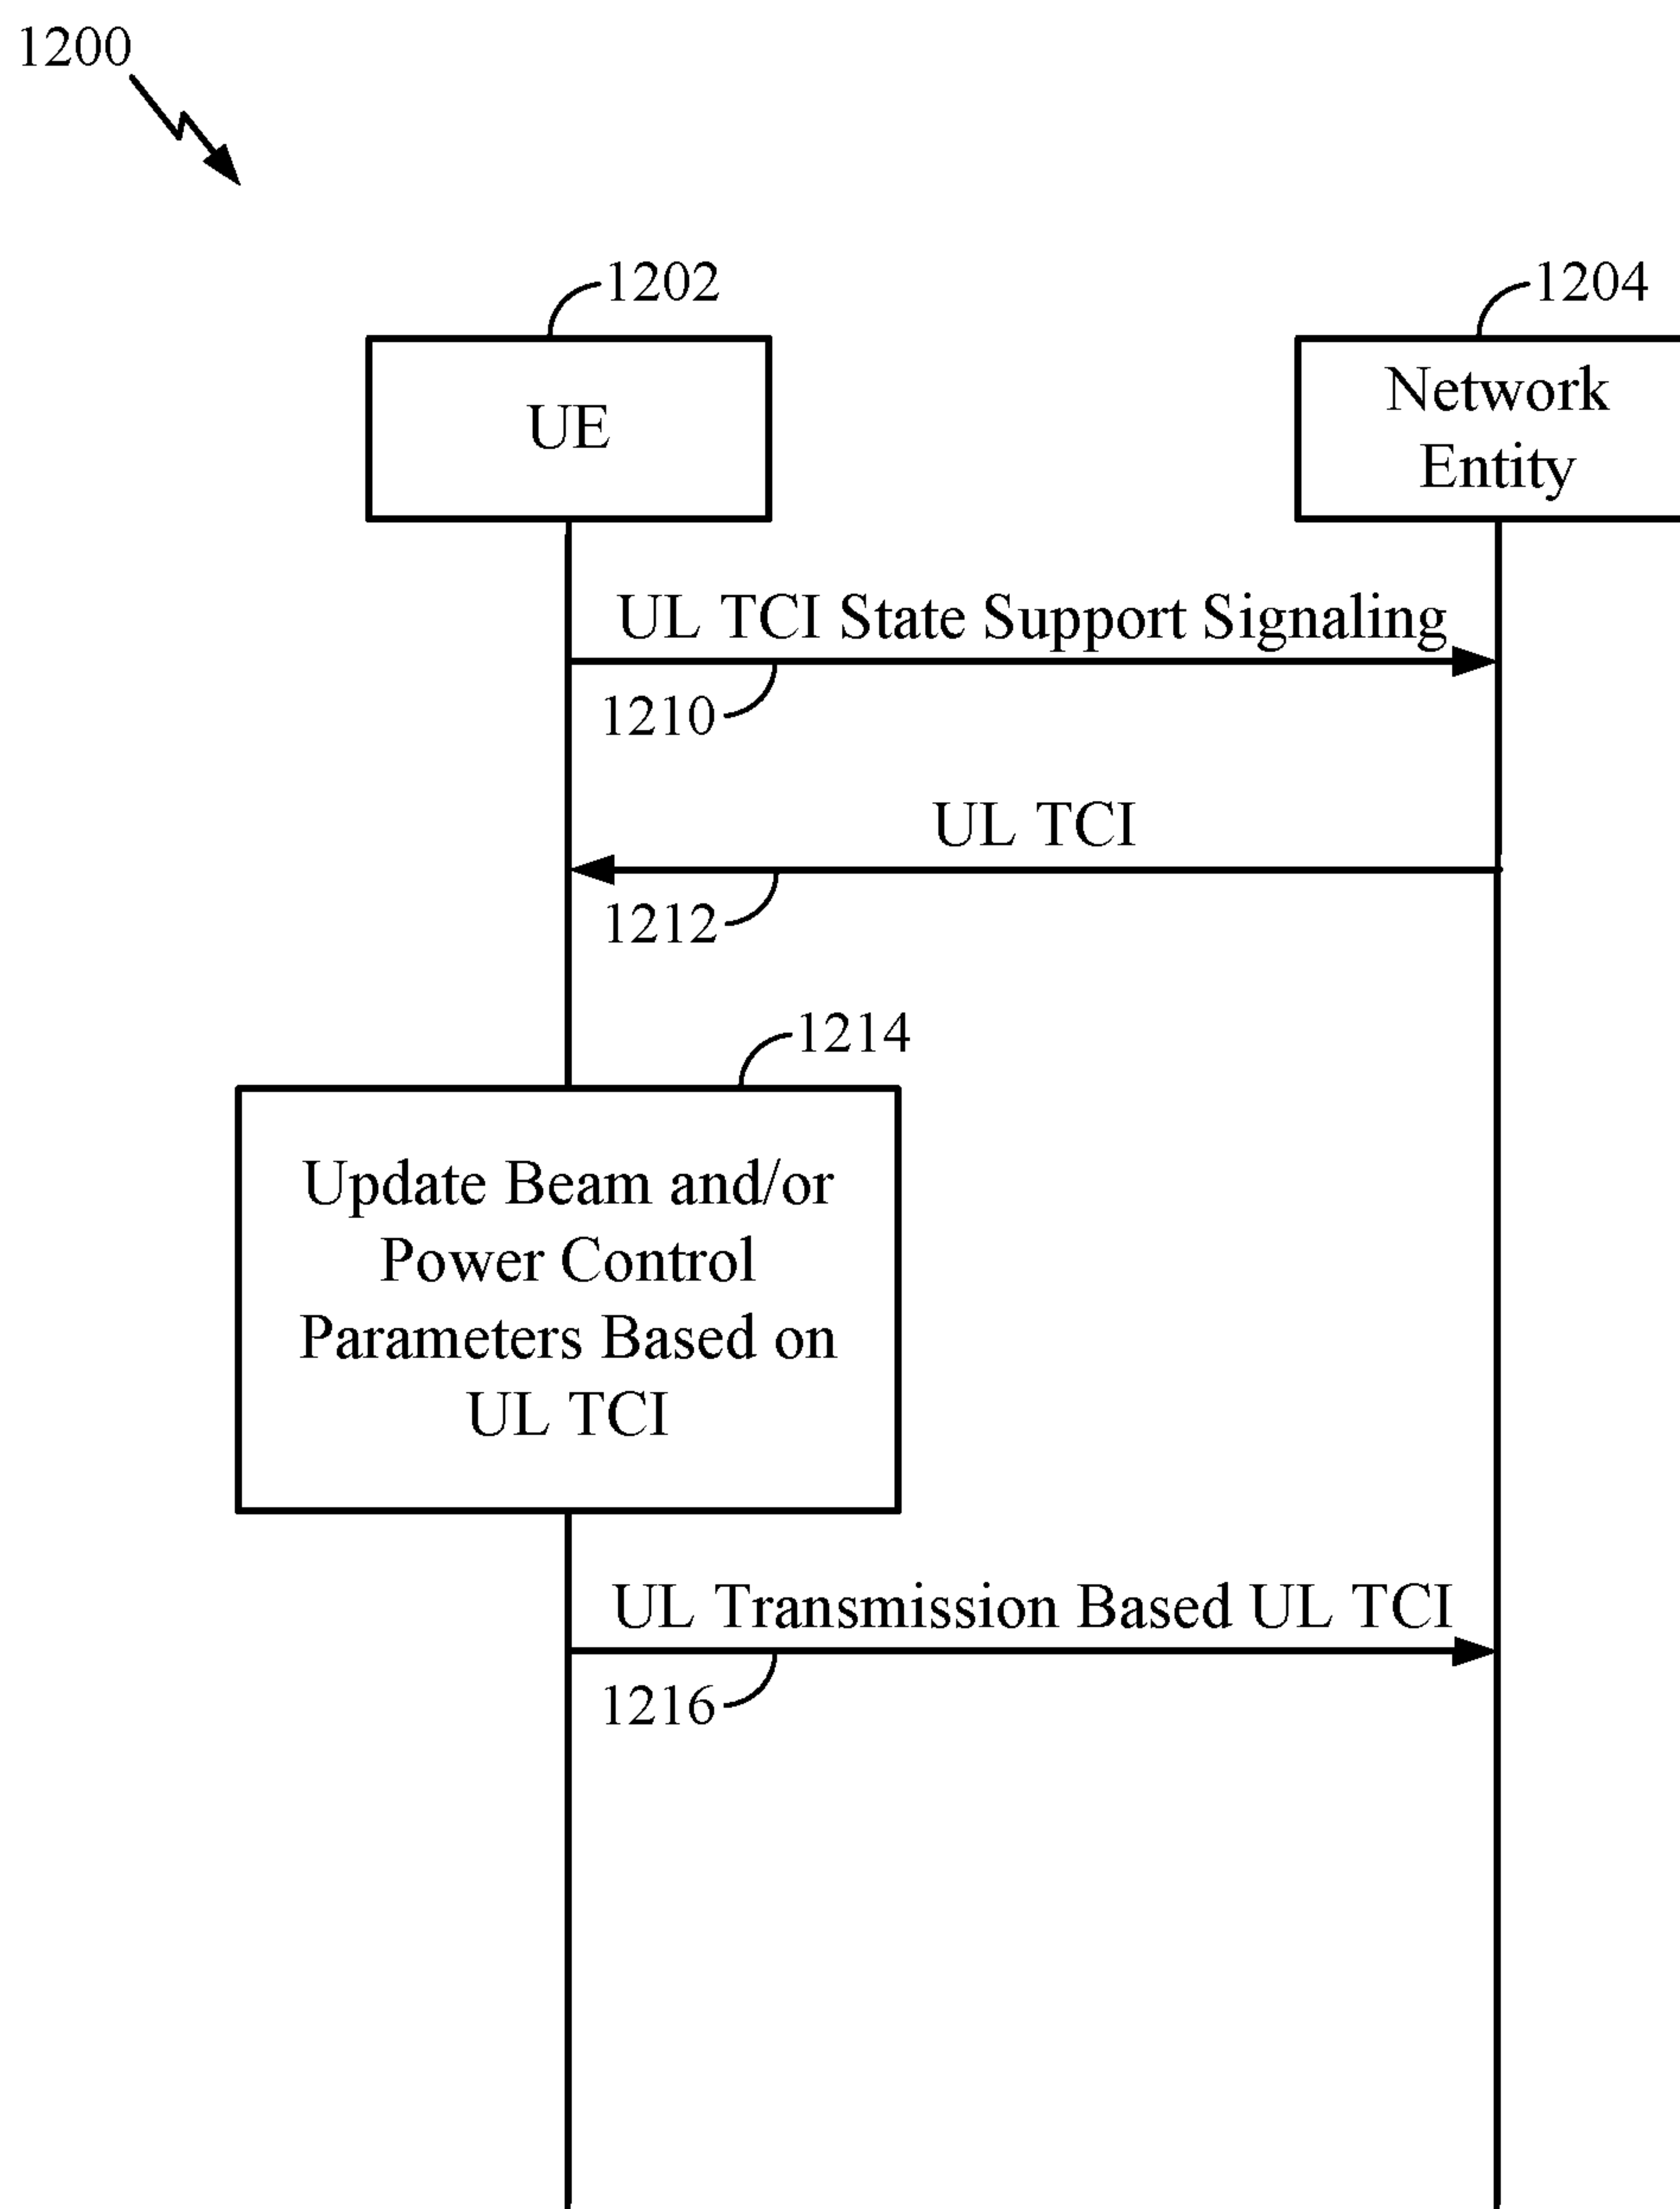 1200
1202
1204
UE
Network
Entity
UL TCI State Support Signaling
1210
UL TCI
1212
1214
Update Beam and/or
Power Control
Parameters Based on
UL TCI
UL Transmission Based UL TCI
1216